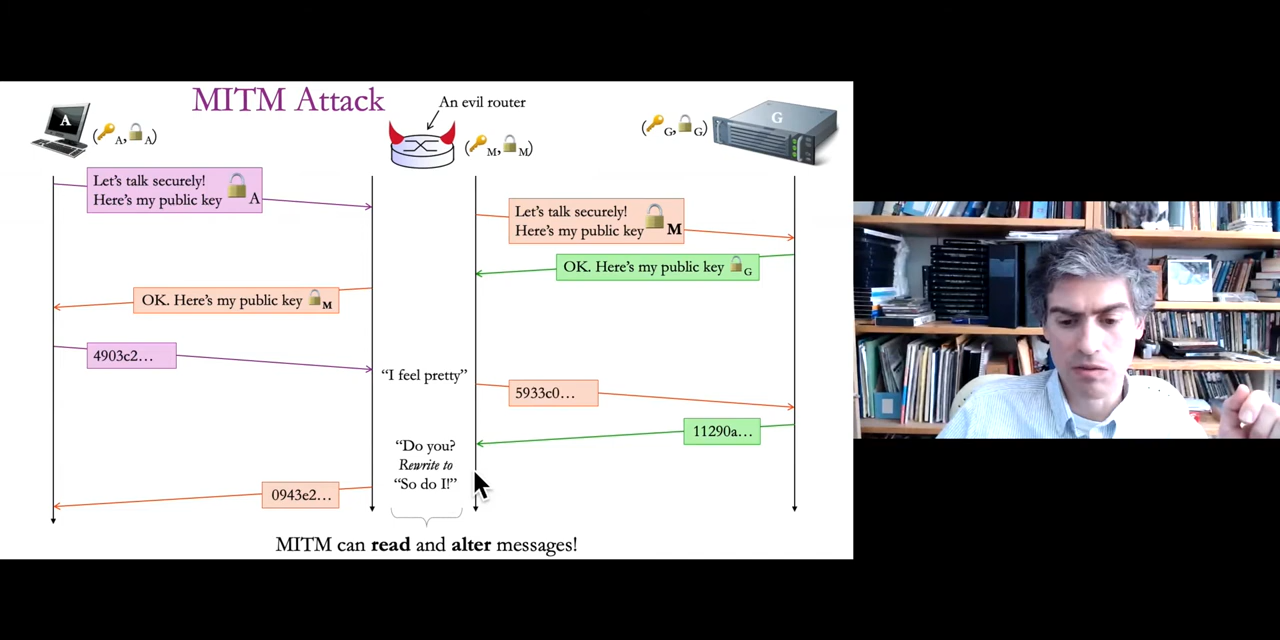 MITM Attack
An evil router
A
(A, A)
(M, M)
(G, G)
G
Let's talk securely!
Here's my public key A
Let's talk securely!
Here's my public key M
OK. Here's my public key G
OK. Here's my public key M
4903c2…
“I feel pretty”
5933c0…
11290a…
“Do you?
Rewrite to
“So do I!”
0943e2…
MITM can read and alter messages!